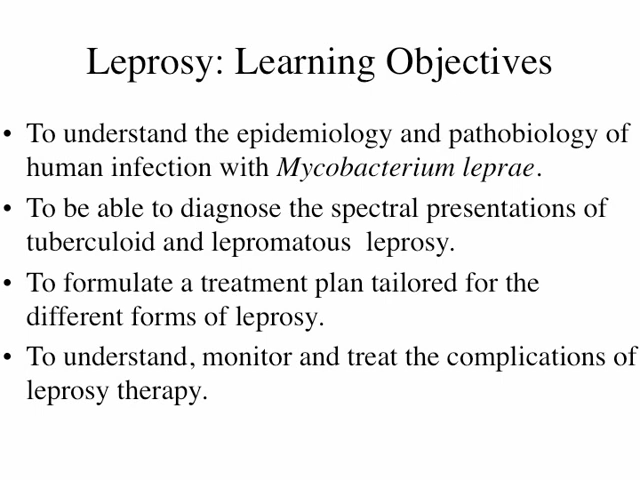 Leprosy: Learning Objectives
• To understand the epidemiology and pathobiology of
human infection with Mycobacterium leprae.
• To be able to diagnose the spectral presentations of
tuberculoid and lepromatous  leprosy.
• To formulate a treatment plan tailored for the
different forms of leprosy.
• To understand, monitor and treat the complications of
leprosy therapy.